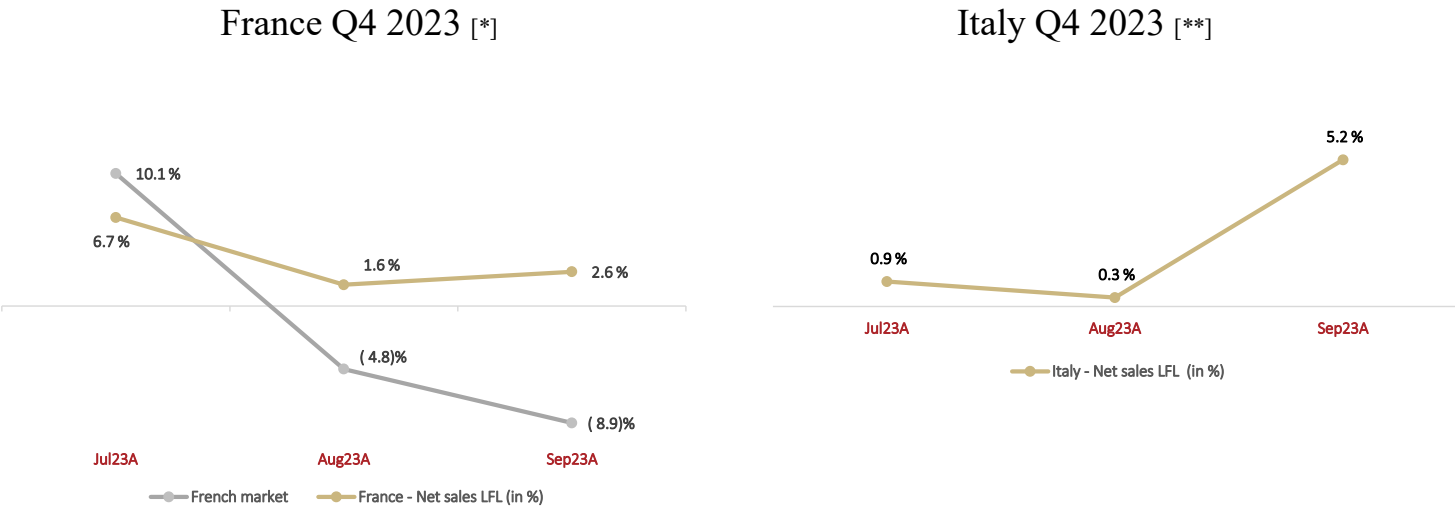 France Q4 2023 [*]
10.1 %
6.7 %
1.6 %
2.6 %
( 4.8)%
( 8.9)%
Jul23A Aug23A Sep23A
French market France - Net sales LFL (in %)
Italy Q4 2023 [**]
5.2 %
0.9 %
0.3 %
Jul23A Aug23A Sep23A
Italy - Net sales LFL (in %)